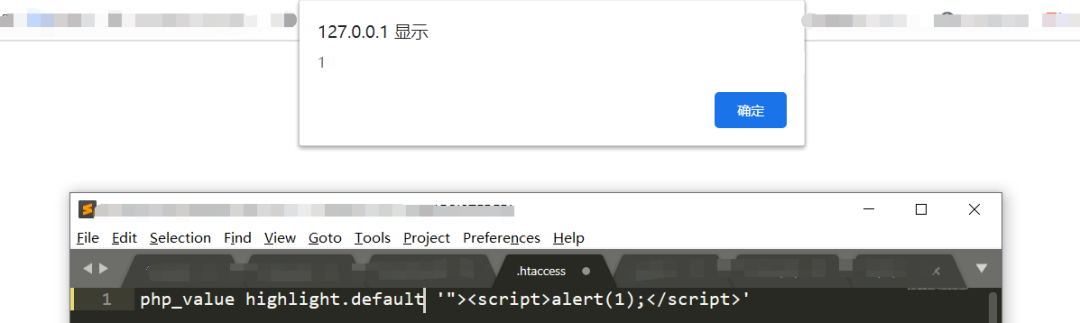 127.0.0.1 显示
1
确定
File Edit Selection Find View Goto Tools Project Preferences Help
.htaccess
1 php_value highlight.default '"><script>alert(1);</script>'